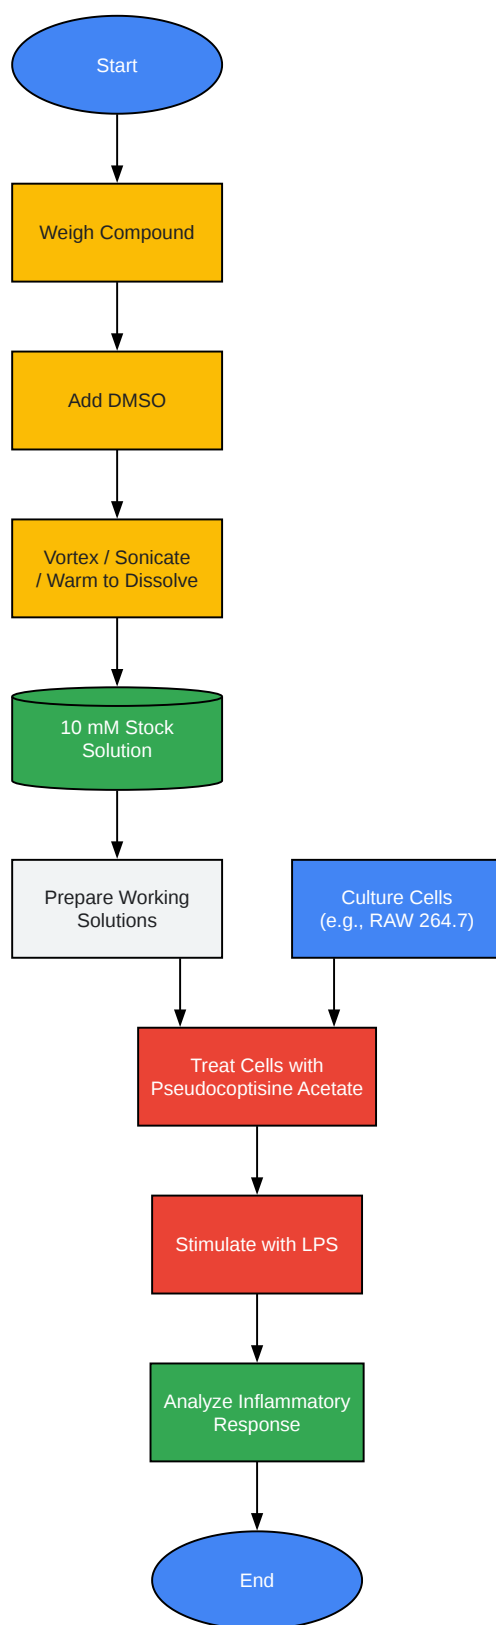 Start
Weigh Compound
Add DMSO
Vortex / Sonicate
/ Warm to Dissolve
10 mM Stock
Solution
Prepare Working
Solutions
Culture Cells
(e.g., RAW 264.7)
Treat Cells with
Pseudocoptisine Acetate
Stimulate with LPS
Analyze Inflammatory
Response
End